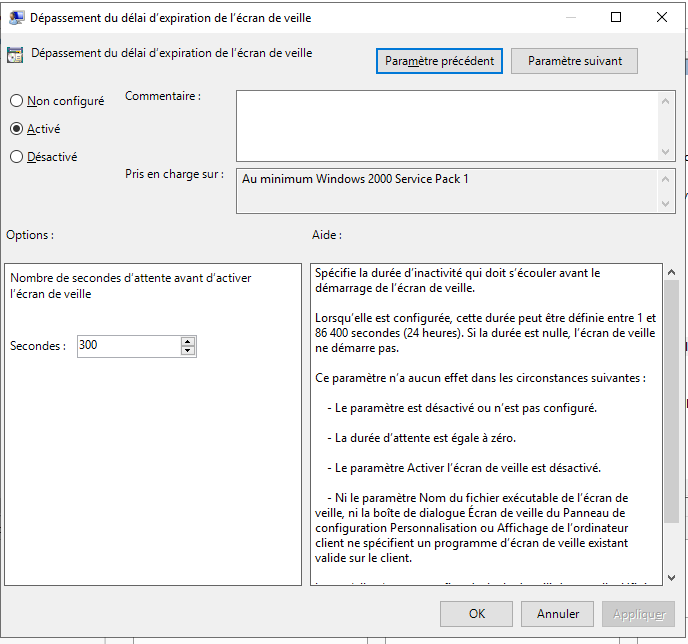 Dépassement du délai d'expiration de l'écran de veille
Dépassement du délai d'expiration de l'écran de veille
Paramètre précédent
Paramètre suivant
Non configuré
Commentaire :
Activé
Désactivé
Pris en charge sur :
Au minimum Windows 2000 Service Pack 1
Options :
Aide :
Nombre de secondes d'attente avant d'activer
l'écran de veille
Secondes :
300
Spécifie la durée d'inactivité qui doit s'écouler avant le
démarrage de l'écran de veille.
Lorsqu'elle est configurée, cette durée peut être définie entre 1 et
86 400 secondes (24 heures). Si la durée est nulle, l'écran de veille
ne démarre pas.
Ce paramètre n'a aucun effet dans les circonstances suivantes :
- Le paramètre est désactivé ou n'est pas configuré.
- La durée d'attente est égale à zéro.
- Le paramètre Activer l'écran de veille est désactivé.
- Ni le paramètre Nom du fichier exécutable de l'écran de
veille, ni la boîte de dialogue Écran de veille du Panneau de
configuration Personnalisation ou Affichage de l'ordinateur
client ne spécifient un programme d'écran de veille existant
valide sur le client.
OK
Annuler
Appliquer